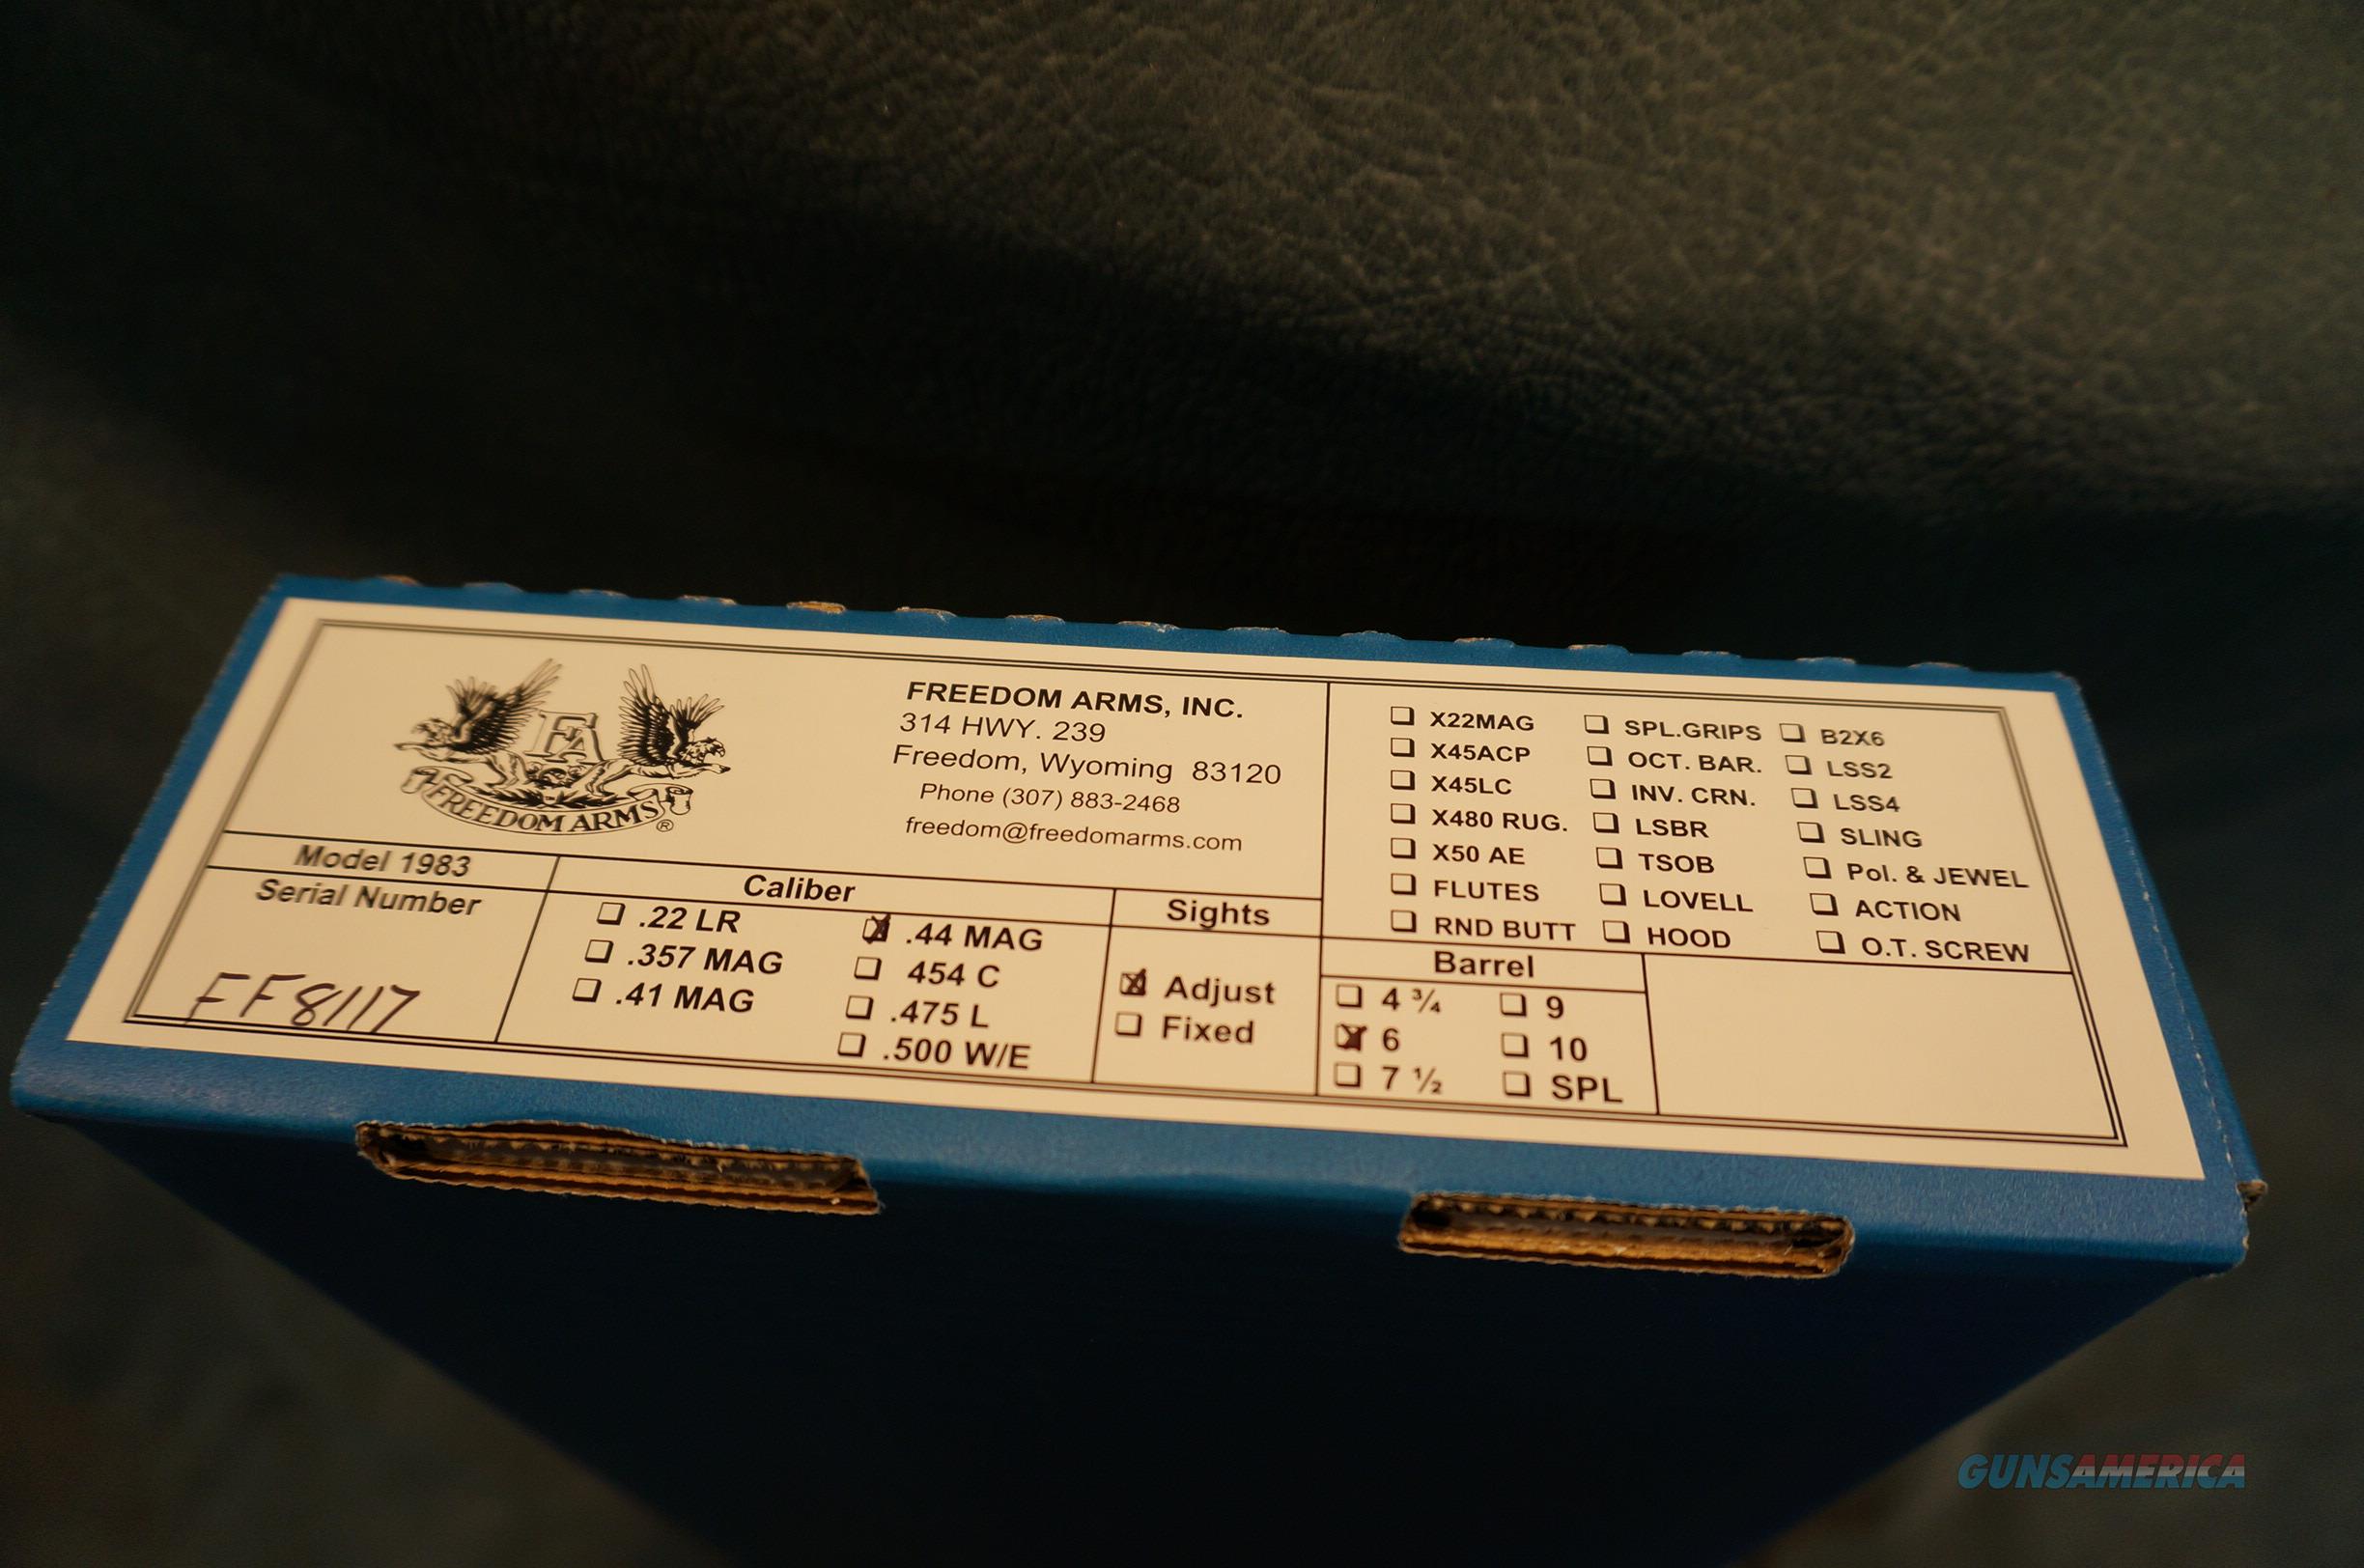 FA
FREEDOM ARMS®
FREEDOM ARMS, INC.
314 HWY. 239
Freedom, Wyoming 83120
Phone (307) 883-2468
freedom@freedomarms.com
❑ X22MAG ❑ SPL.GRIPS ❑ B2X6
❑ X45ACP ❑ OCT. BAR. ❑ LSS2
❑ X45LC ❑ INV. CRN. ❑ LSS4
❑ X480 RUG. ❑ LSBR ❑ SLING
❑ X50 AE ❑ TSOB ❑ Pol. & JEWEL
❑ FLUTES ❑ LOVELL ❑ ACTION
❑ RND BUTT ❑ HOOD ❑ O.T. SCREW
Model 1983
Serial Number
FF8117
Caliber
❑ .22 LR ☒ .44 MAG
❑ .357 MAG ❑ 454 C
❑ .41 MAG ❑ .475 L
❑ .500 W/E
Sights
☒ Adjust
❑ Fixed
Barrel
❑ 4 ¾ ❑ 9
☒ 6 ❑ 10
❑ 7 ½ ❑ SPL
GUNSAMERICA